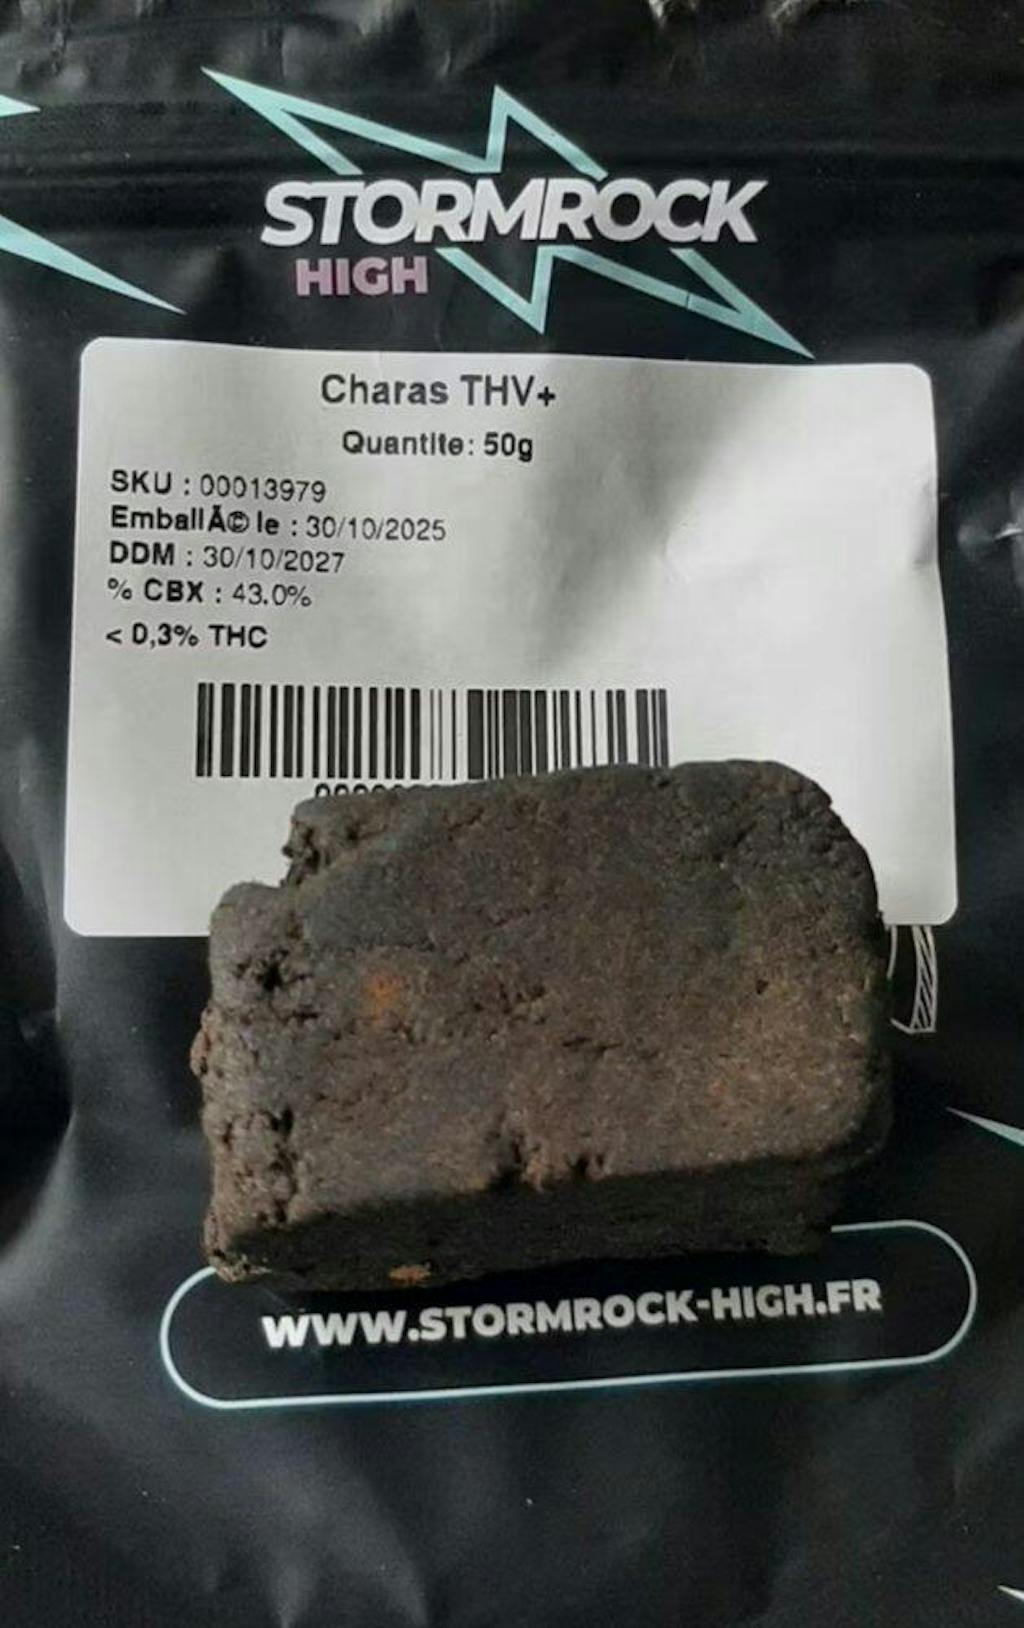 STORMROCK
HIGH
Charas THV+
Quantite: 50g
SKU : 00013979
EmballÃ© le : 30/10/2025
DDM : 30/10/2027
% CBX : 43.0%
< 0,3% THC
WWW.STORMROCK-HIGH.FR